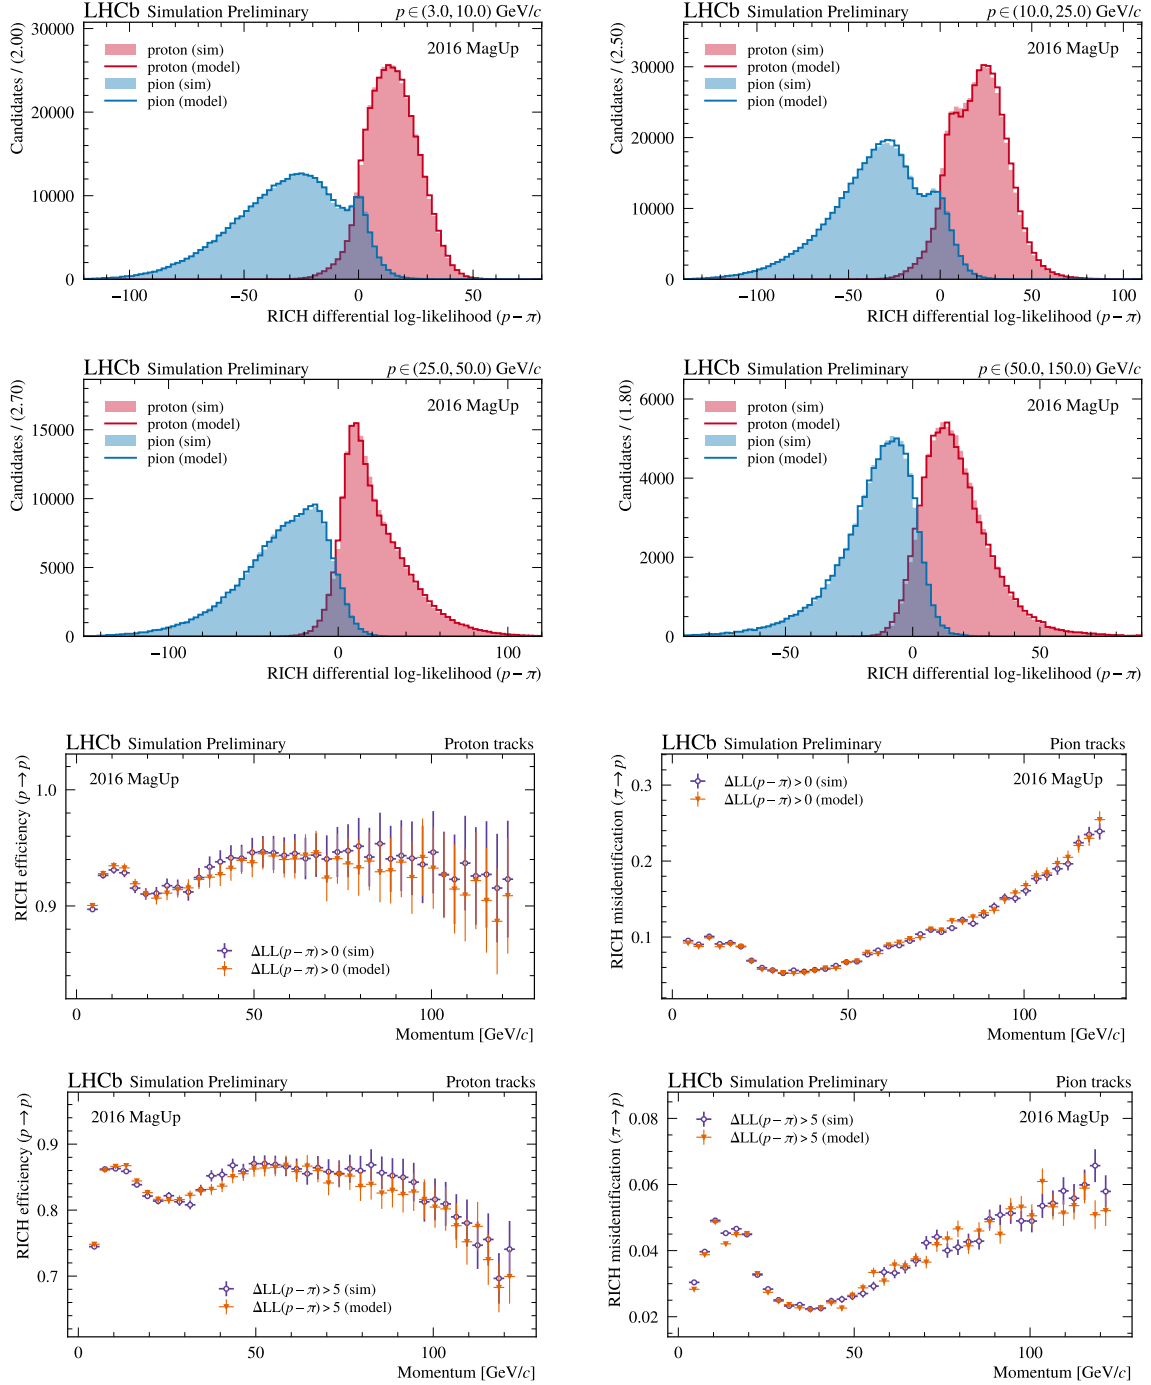 LHCb Simulation Preliminary p ∈ (3.0, 10.0) GeV/c
2016 MagUp
proton (sim)
proton (model)
pion (sim)
pion (model)
Candidates / (2.00)
30000
20000
10000
0
−100 −50 0 50
RICH differential log-likelihood (p − π)
LHCb Simulation Preliminary p ∈ (10.0, 25.0) GeV/c
2016 MagUp
proton (sim)
proton (model)
pion (sim)
pion (model)
Candidates / (2.50)
30000
20000
10000
0
−100 −50 0 50 100
RICH differential log-likelihood (p − π)
LHCb Simulation Preliminary p ∈ (25.0, 50.0) GeV/c
2016 MagUp
proton (sim)
proton (model)
pion (sim)
pion (model)
Candidates / (2.70)
15000
10000
5000
0
−100 0 100
RICH differential log-likelihood (p − π)
LHCb Simulation Preliminary p ∈ (50.0, 150.0) GeV/c
2016 MagUp
proton (sim)
proton (model)
pion (sim)
pion (model)
Candidates / (1.80)
6000
4000
2000
0
−50 0 50
RICH differential log-likelihood (p − π)
LHCb Simulation Preliminary Proton tracks
2016 MagUp
RICH efficiency (p → p)
1.0
0.9
ΔLL(p − π) > 0 (sim)
ΔLL(p − π) > 0 (model)
0 50 100
Momentum [GeV/c]
LHCb Simulation Preliminary Pion tracks
2016 MagUp
ΔLL(p − π) > 0 (sim)
ΔLL(p − π) > 0 (model)
RICH misidentification (π → p)
0.3
0.2
0.1
0 50 100
Momentum [GeV/c]
LHCb Simulation Preliminary Proton tracks
2016 MagUp
RICH efficiency (p → p)
0.9
0.8
0.7
ΔLL(p − π) > 5 (sim)
ΔLL(p − π) > 5 (model)
0 50 100
Momentum [GeV/c]
LHCb Simulation Preliminary Pion tracks
2016 MagUp
ΔLL(p − π) > 5 (sim)
ΔLL(p − π) > 5 (model)
RICH misidentification (π → p)
0.08
0.06
0.04
0.02
0 50 100
Momentum [GeV/c]